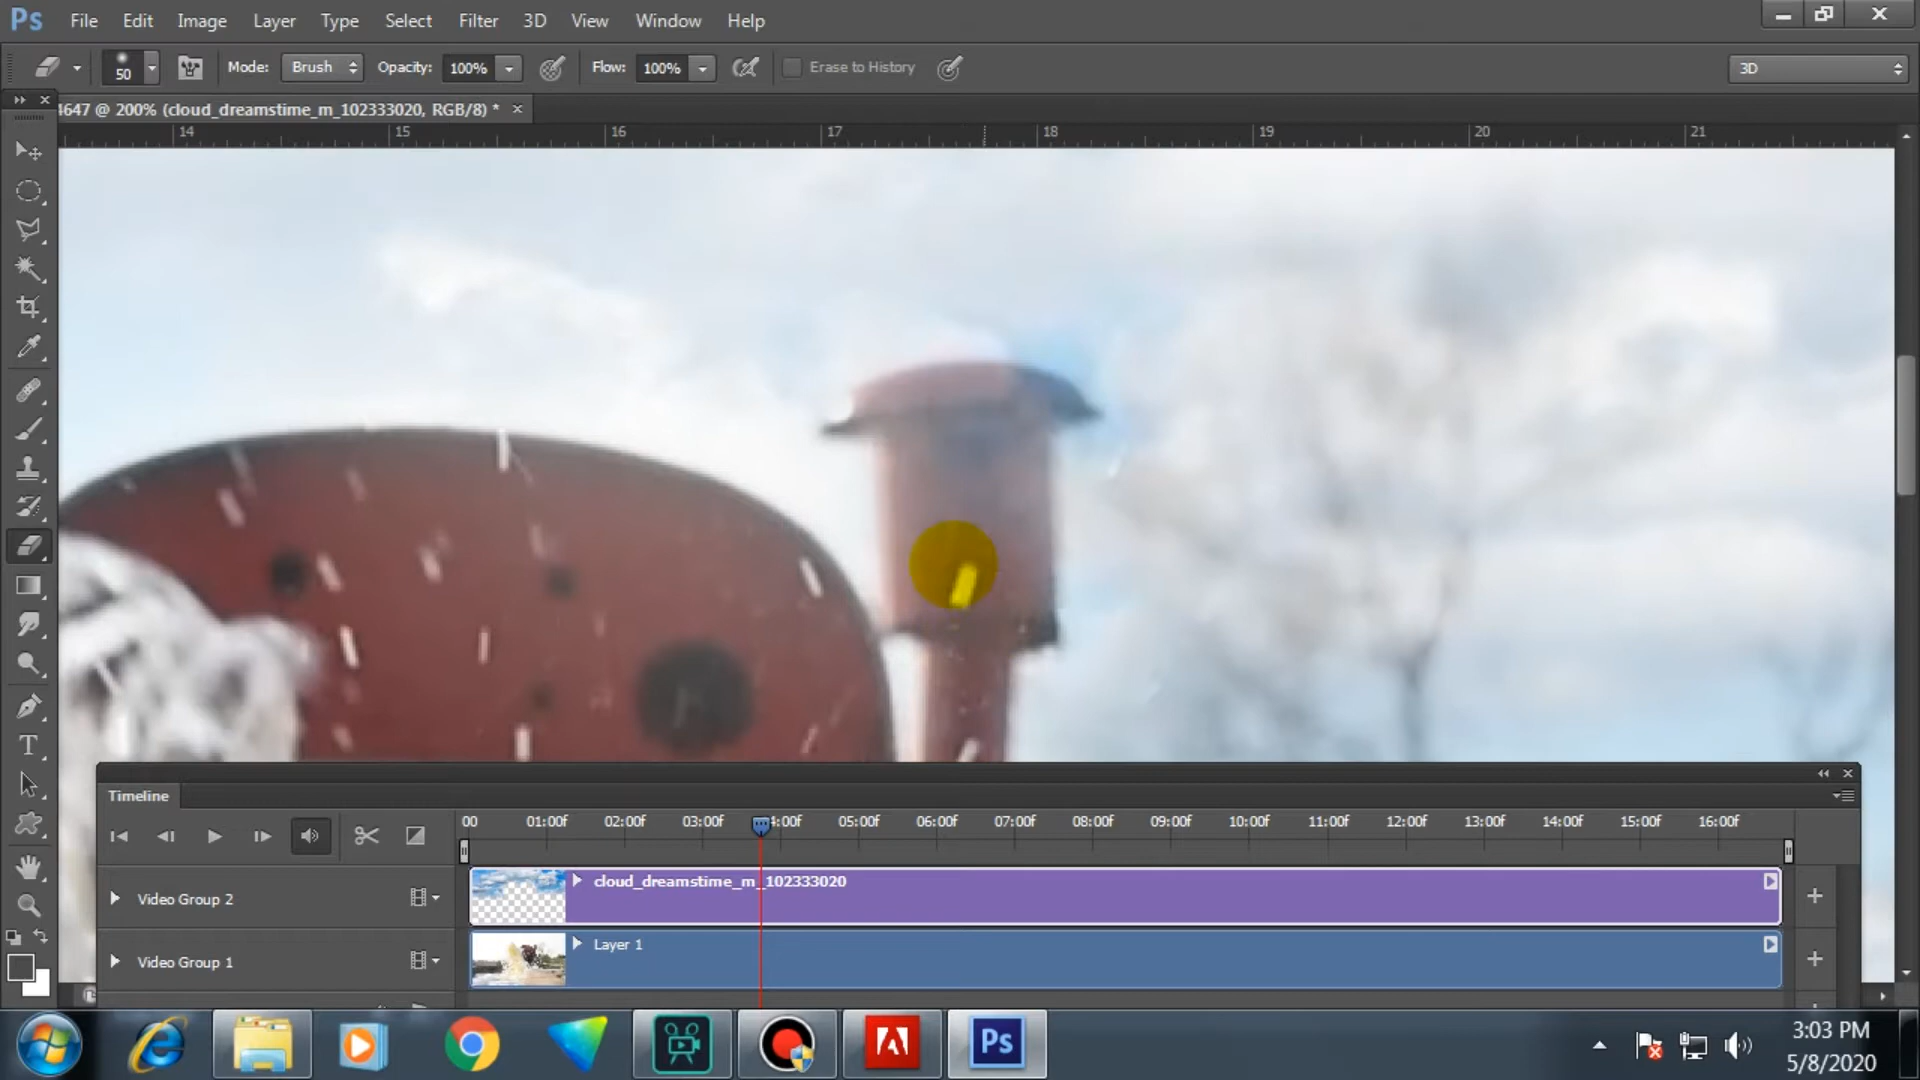 Ps File Edit Image Layer Type Select Filter 3D View Window Help
50 Mode: Brush Opacity: 100% Flow: 100% Erase to History 3D
4647 @ 200% (cloud_dreamstime_m_102333020, RGB/8) * ×
14 15 16 17 18 19 20 21
Timeline
00 01:00f 02:00f 03:00f 4:00f 05:00f 06:00f 07:00f 08:00f 09:00f 10:00f 11:00f 12:00f 13:00f 14:00f 15:00f 16:00f
Video Group 2 cloud_dreamstime_m_102333020
Video Group 1 Layer 1
Ps
3:03 PM
5/8/2020